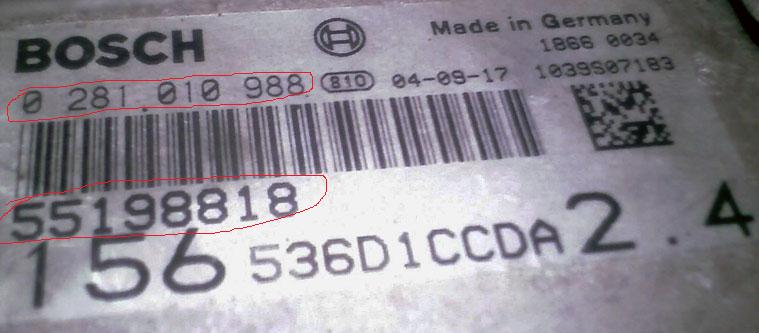 BOSCH
Made in Germany
1866 0034
0 281 010 988 810 04-09-17 1039S07183
55198818
156 536D1CCDA 2.4